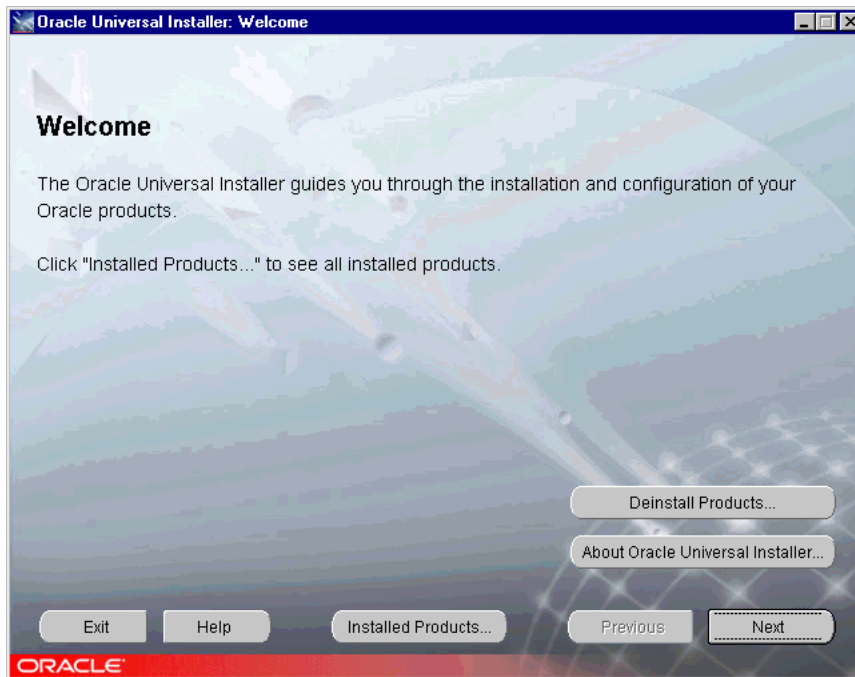 Oracle Universal Installer: Welcome
Welcome
The Oracle Universal Installer guides you through the installation and configuration of your
Oracle products.
Click "Installed Products..." to see all installed products.
Deinstall Products...
About Oracle Universal Installer...
Exit
Help
Installed Products...
Previous
Next
ORACLE